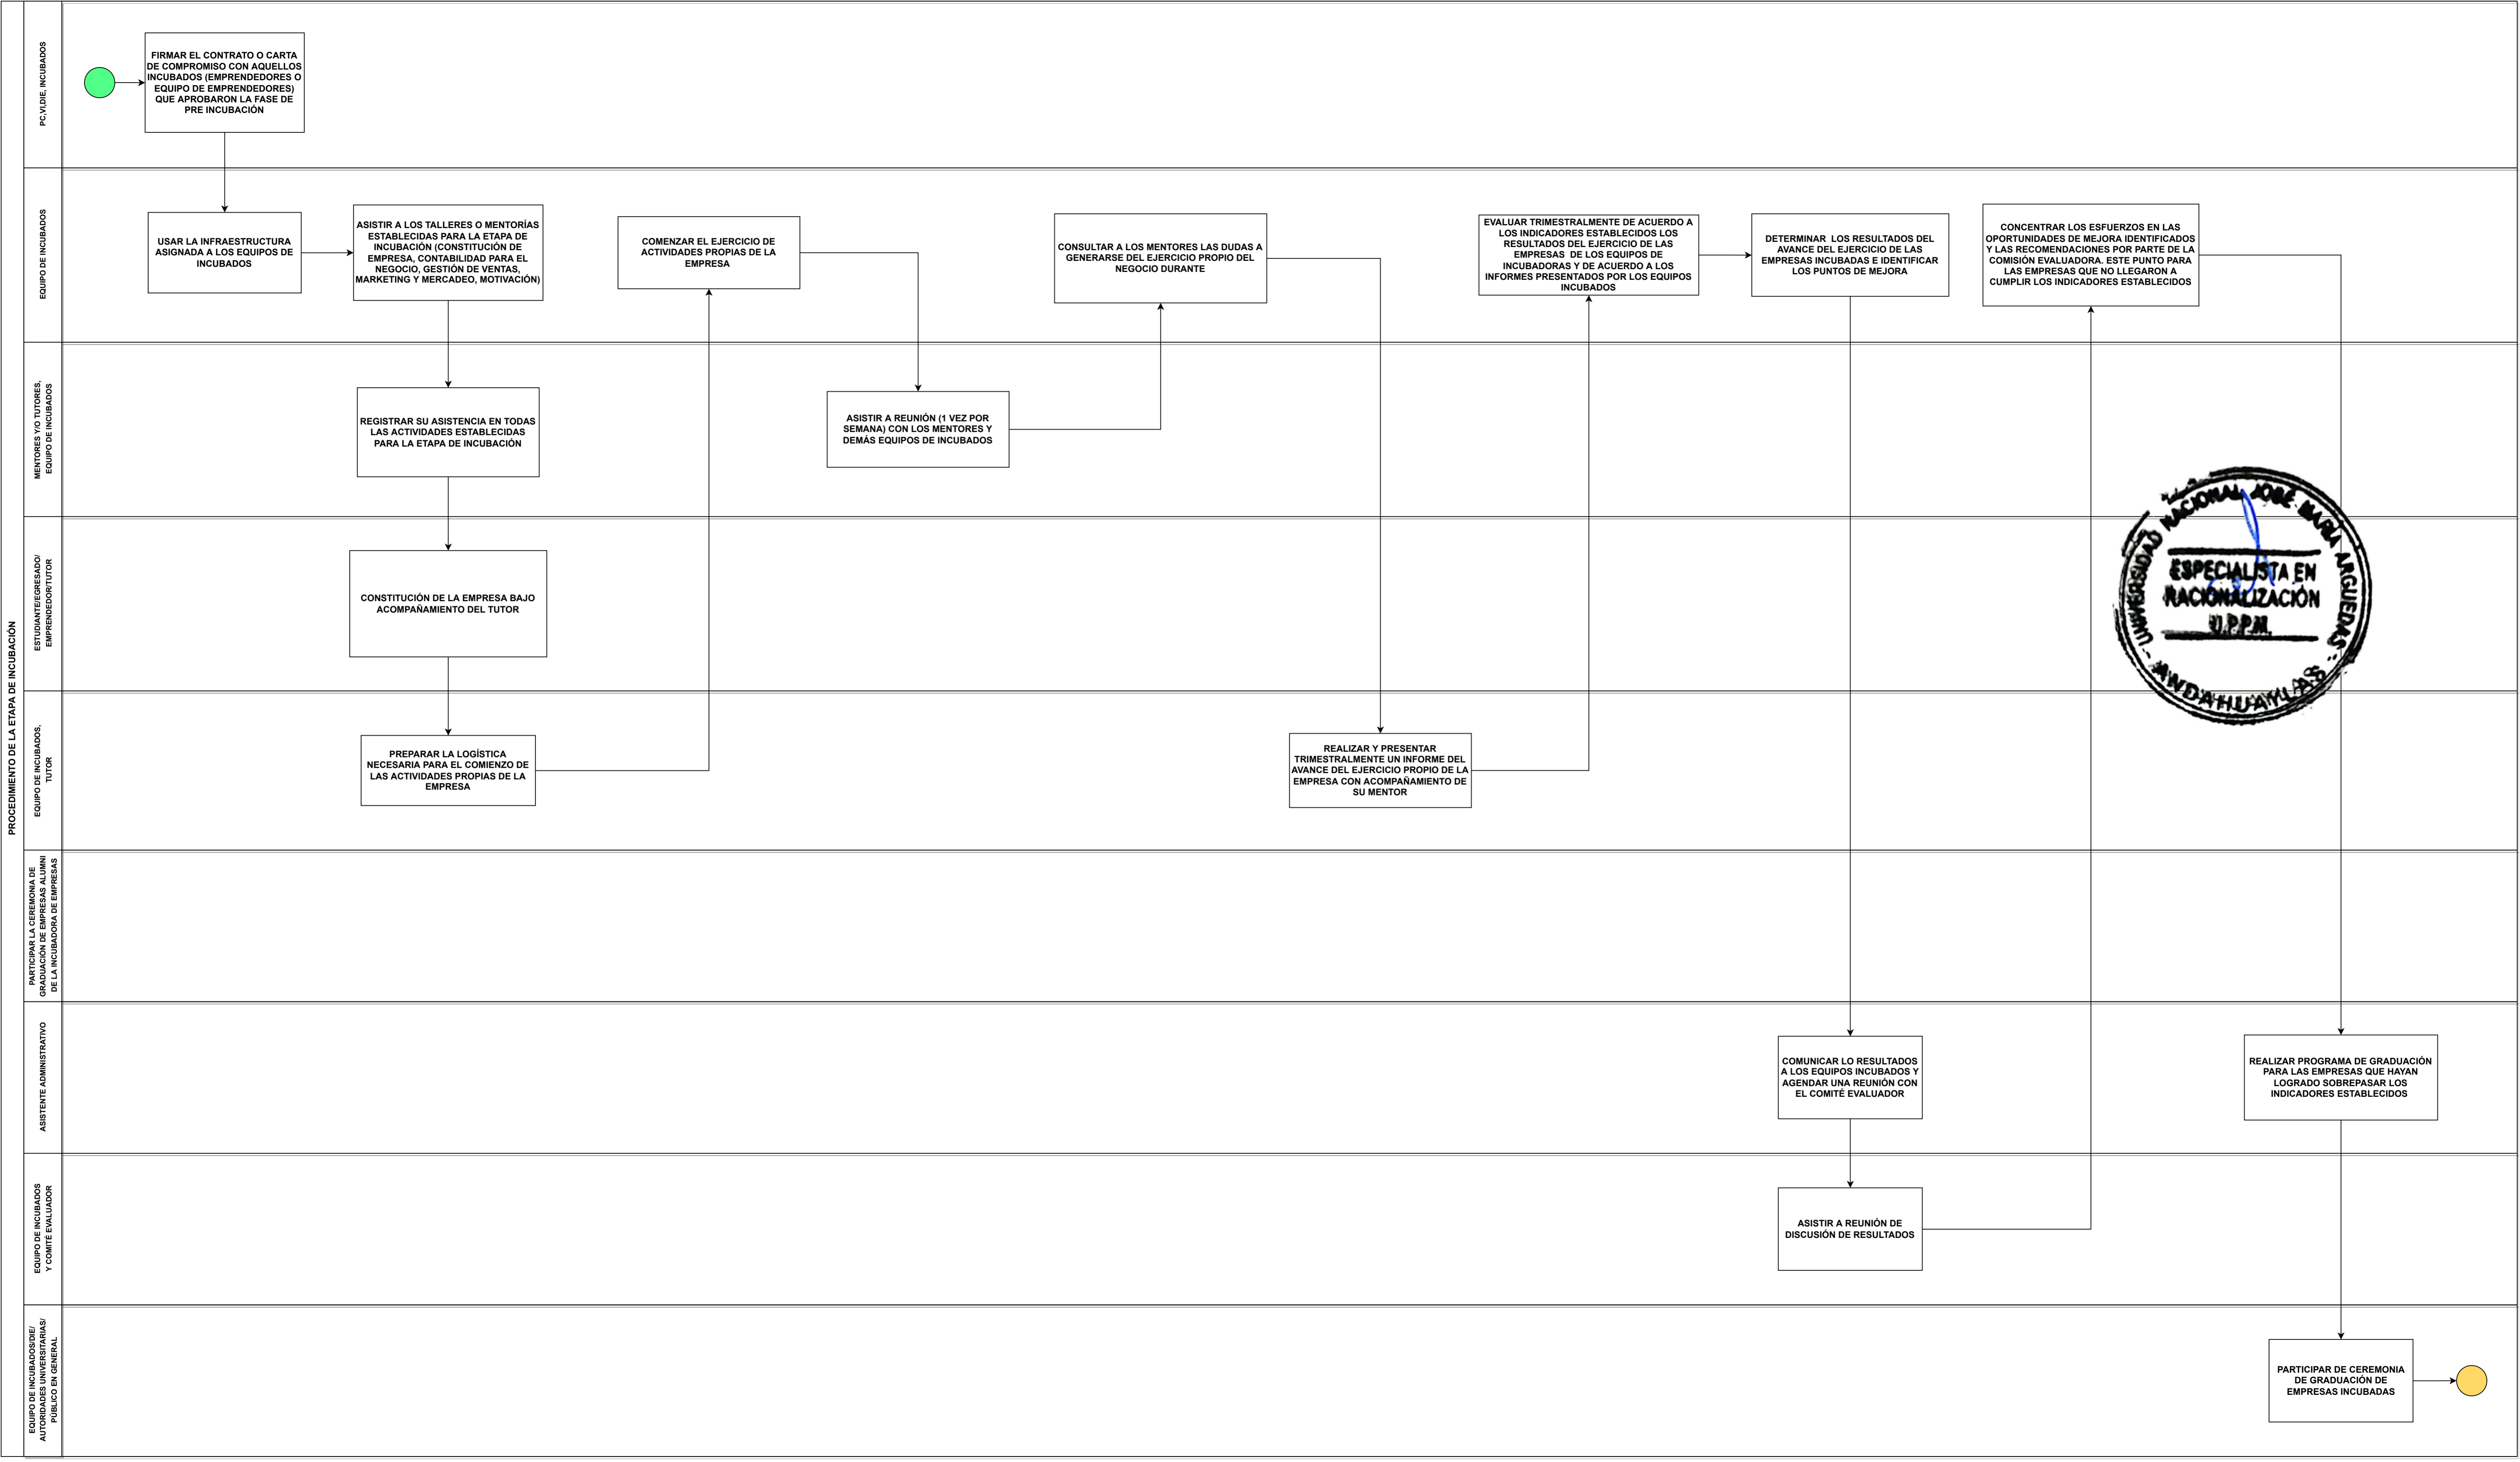 PROCEDIMIENTO DE LA ETAPA DE INCUBACIÓN
PC,VI,DIE, INCUBADOS
FIRMAR EL CONTRATO O CARTA
DE COMPROMISO CON AQUELLOS
INCUBADOS (EMPRENDEDORES O
EQUIPO DE EMPRENDEDORES)
QUE APROBARON LA FASE DE
PRE INCUBACIÓN
EQUIPO DE INCUBADOS
USAR LA INFRAESTRUCTURA
ASIGNADA A LOS EQUIPOS DE
INCUBADOS
ASISTIR A LOS TALLERES O MENTORÍAS
ESTABLECIDAS PARA LA ETAPA DE
INCUBACIÓN (CONSTITUCIÓN DE
EMPRESA, CONTABILIDAD PARA EL
NEGOCIO, GESTIÓN DE VENTAS,
MARKETING Y MERCADEO, MOTIVACIÓN)
COMENZAR EL EJERCICIO DE
ACTIVIDADES PROPIAS DE LA
EMPRESA
CONSULTAR A LOS MENTORES LAS DUDAS A
GENERARSE DEL EJERCICIO PROPIO DEL
NEGOCIO DURANTE
EVALUAR TRIMESTRALMENTE DE ACUERDO A
LOS INDICADORES ESTABLECIDOS LOS
RESULTADOS DEL EJERCICIO DE LAS
EMPRESAS DE LOS EQUIPOS DE
INCUBADORAS Y DE ACUERDO A LOS
INFORMES PRESENTADOS POR LOS EQUIPOS
INCUBADOS
DETERMINAR LOS RESULTADOS DEL
AVANCE DEL EJERCICIO DE LAS
EMPRESAS INCUBADAS E IDENTIFICAR
LOS PUNTOS DE MEJORA
CONCENTRAR LOS ESFUERZOS EN LAS
OPORTUNIDADES DE MEJORA IDENTIFICADOS
Y LAS RECOMENDACIONES POR PARTE DE LA
COMISIÓN EVALUADORA. ESTE PUNTO PARA
LAS EMPRESAS QUE NO LLEGARON A
CUMPLIR LOS INDICADORES ESTABLECIDOS
MENTORES Y/O TUTORES,
EQUIPO DE INCUBADOS
REGISTRAR SU ASISTENCIA EN TODAS
LAS ACTIVIDADES ESTABLECIDAS
PARA LA ETAPA DE INCUBACIÓN
ASISTIR A REUNIÓN (1 VEZ POR
SEMANA) CON LOS MENTORES Y
DEMÁS EQUIPOS DE INCUBADOS
ESTUDIANTE/EGRESADO/
EMPRENDEDOR/TUTOR
CONSTITUCIÓN DE LA EMPRESA BAJO
ACOMPAÑAMIENTO DEL TUTOR
UNIVERSIDAD NACIONAL JOSÉ MARÍA ARGUEDAS
ESPECIALISTA EN
RACIONALIZACIÓN
U.P.P.M.
- ANDAHUAYLAS -
EQUIPO DE INCUBADOS,
TUTOR
PREPARAR LA LOGÍSTICA
NECESARIA PARA EL COMIENZO DE
LAS ACTIVIDADES PROPIAS DE LA
EMPRESA
REALIZAR Y PRESENTAR
TRIMESTRALMENTE UN INFORME DEL
AVANCE DEL EJERCICIO PROPIO DE LA
EMPRESA CON ACOMPAÑAMIENTO DE
SU MENTOR
PARTICIPAR LA CEREMONIA DE
GRADUACIÓN DE EMPRESAS ALUMNI
DE LA INCUBADORA DE EMPRESAS
ASISTENTE ADMINISTRATIVO
COMUNICAR LO RESULTADOS
A LOS EQUIPOS INCUBADOS Y
AGENDAR UNA REUNIÓN CON
EL COMITÉ EVALUADOR
REALIZAR PROGRAMA DE GRADUACIÓN
PARA LAS EMPRESAS QUE HAYAN
LOGRADO SOBREPASAR LOS
INDICADORES ESTABLECIDOS
EQUIPO DE INCUBADOS
Y COMITÉ EVALUADOR
ASISTIR A REUNIÓN DE
DISCUSIÓN DE RESULTADOS
EQUIPO DE INCUBADOS/DIE/
AUTORIDADES UNIVERSITARIAS/
PÚBLICO EN GENERAL
PARTICIPAR DE CEREMONIA
DE GRADUACIÓN DE
EMPRESAS INCUBADAS